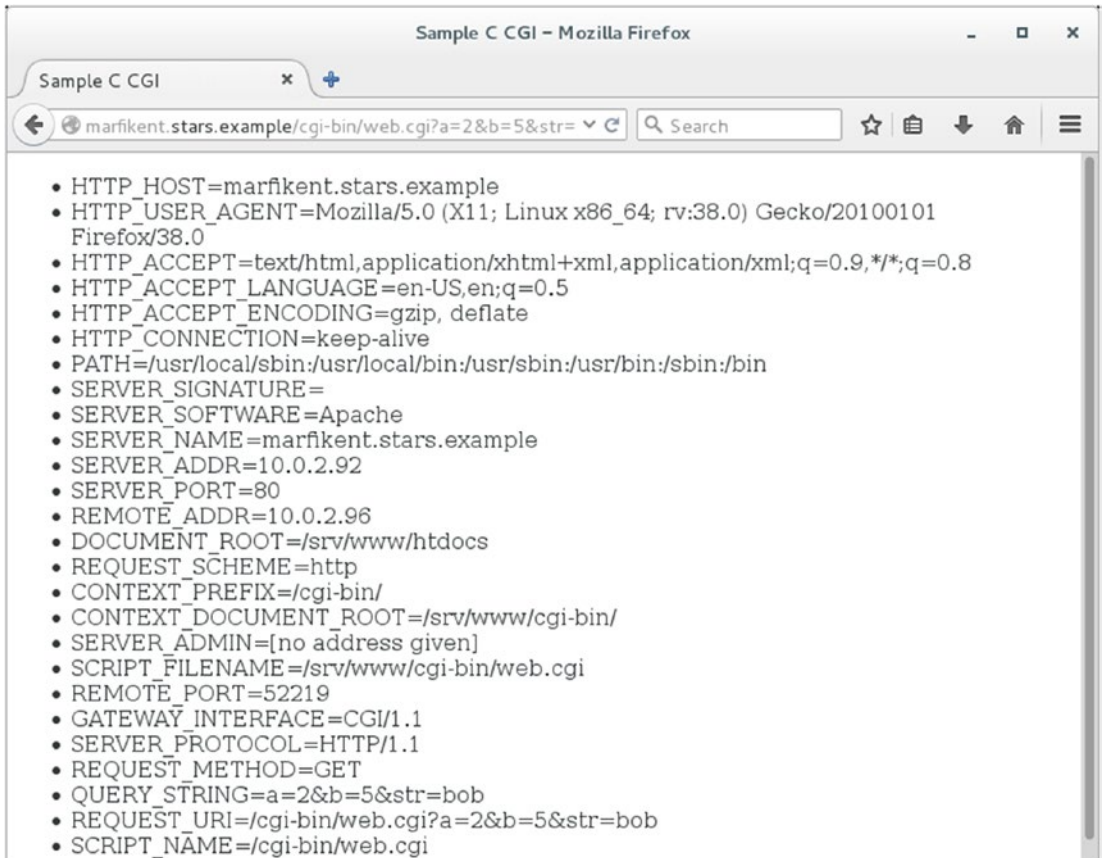 Sample C CGI – Mozilla Firefox
Sample C CGI
marfikent.stars.example/cgi-bin/web.cgi?a=2&b=5&str=
Search
• HTTP_HOST=marfikent.stars.example
• HTTP_USER_AGENT=Mozilla/5.0 (X11; Linux x86_64; rv:38.0) Gecko/20100101
Firefox/38.0
• HTTP_ACCEPT=text/html,application/xhtml+xml,application/xml;q=0.9,*/*;q=0.8
• HTTP_ACCEPT_LANGUAGE=en-US,en;q=0.5
• HTTP_ACCEPT_ENCODING=gzip, deflate
• HTTP_CONNECTION=keep-alive
• PATH=/usr/local/sbin:/usr/local/bin:/usr/sbin:/usr/bin:/sbin:/bin
• SERVER_SIGNATURE=
• SERVER_SOFTWARE=Apache
• SERVER_NAME=marfikent.stars.example
• SERVER_ADDR=10.0.2.92
• SERVER_PORT=80
• REMOTE_ADDR=10.0.2.96
• DOCUMENT_ROOT=/srv/www/htdocs
• REQUEST_SCHEME=http
• CONTEXT_PREFIX=/cgi-bin/
• CONTEXT_DOCUMENT_ROOT=/srv/www/cgi-bin/
• SERVER_ADMIN=[no address given]
• SCRIPT_FILENAME=/srv/www/cgi-bin/web.cgi
• REMOTE_PORT=52219
• GATEWAY_INTERFACE=CGI/1.1
• SERVER_PROTOCOL=HTTP/1.1
• REQUEST_METHOD=GET
• QUERY_STRING=a=2&b=5&str=bob
• REQUEST_URI=/cgi-bin/web.cgi?a=2&b=5&str=bob
• SCRIPT_NAME=/cgi-bin/web.cgi